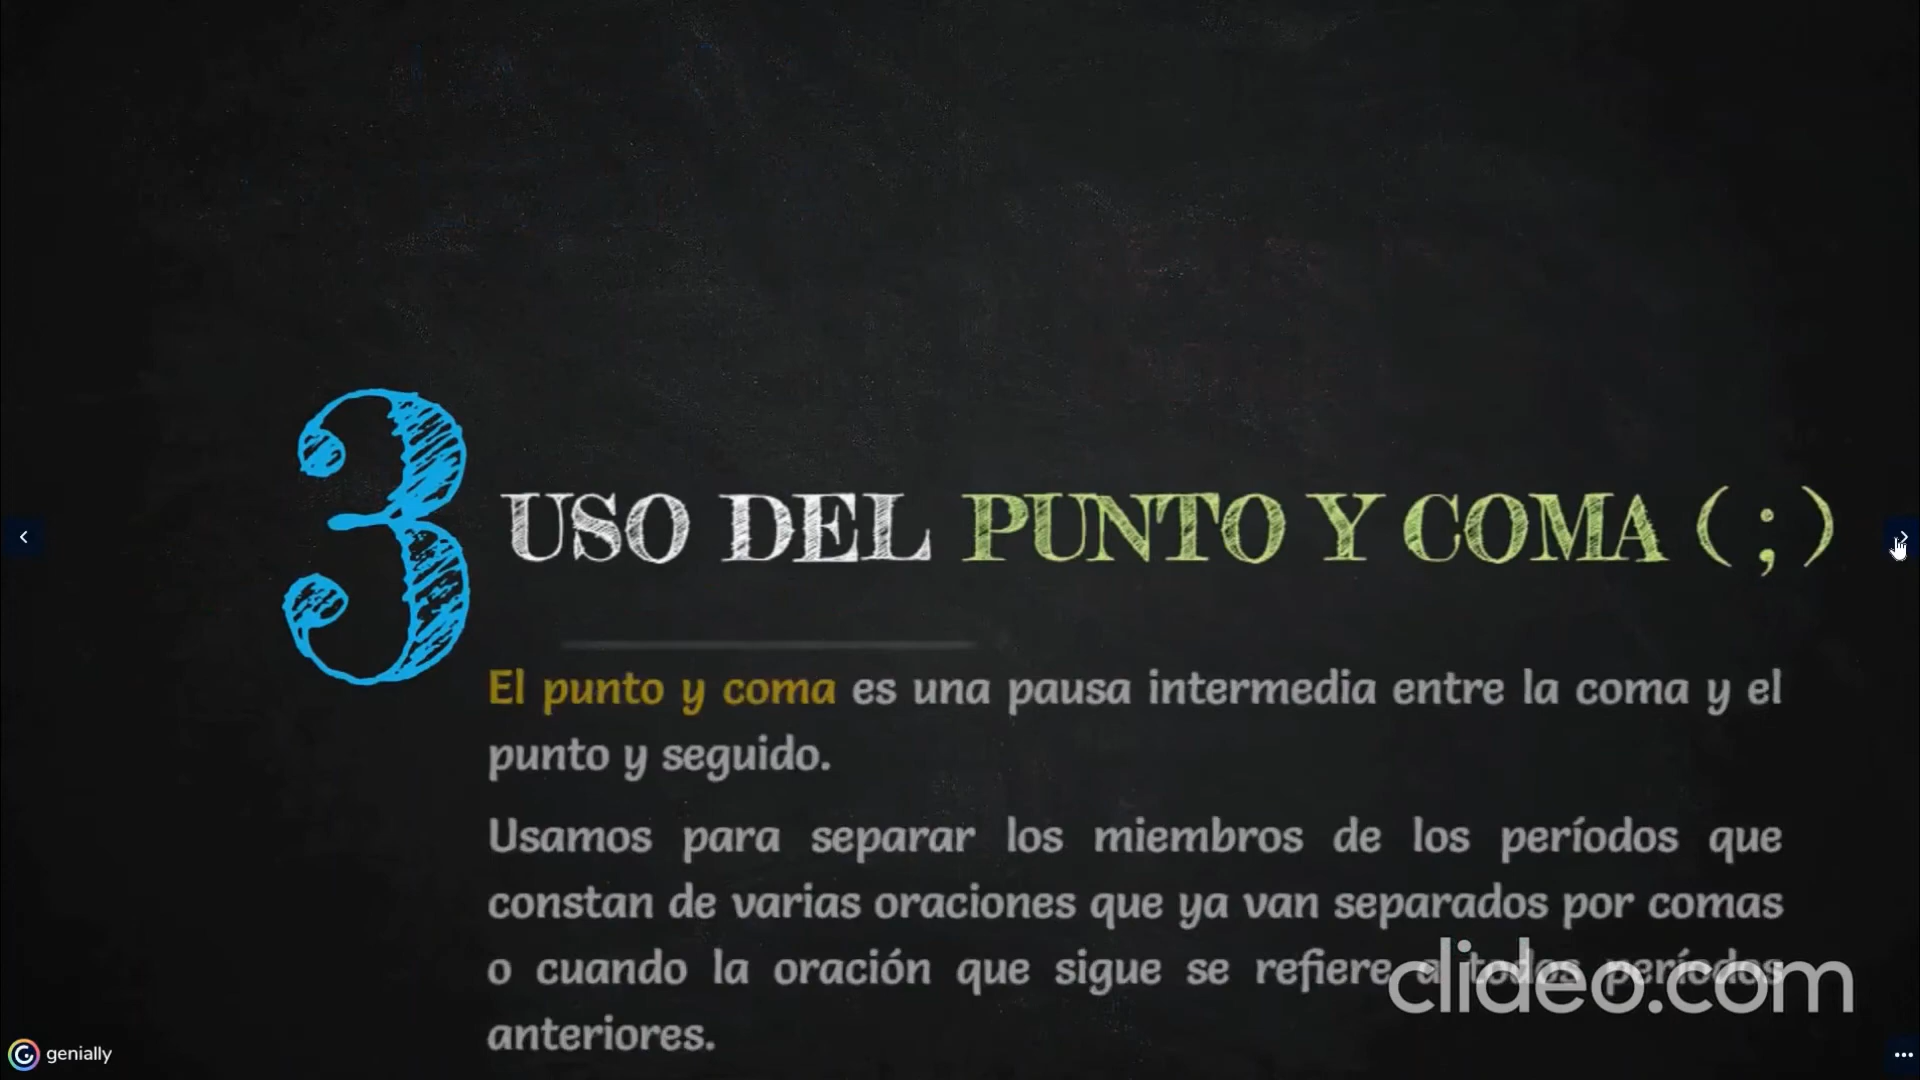 3
USO DEL PUNTO Y COMA ( ; )
El punto y coma es una pausa intermedia entre la coma y el
punto y seguido.
Usamos para separar los miembros de los períodos que
constan de varias oraciones que ya van separados por comas
o cuando la oración que sigue se refiere a todos períodos
anteriores.
clideo.com
genially